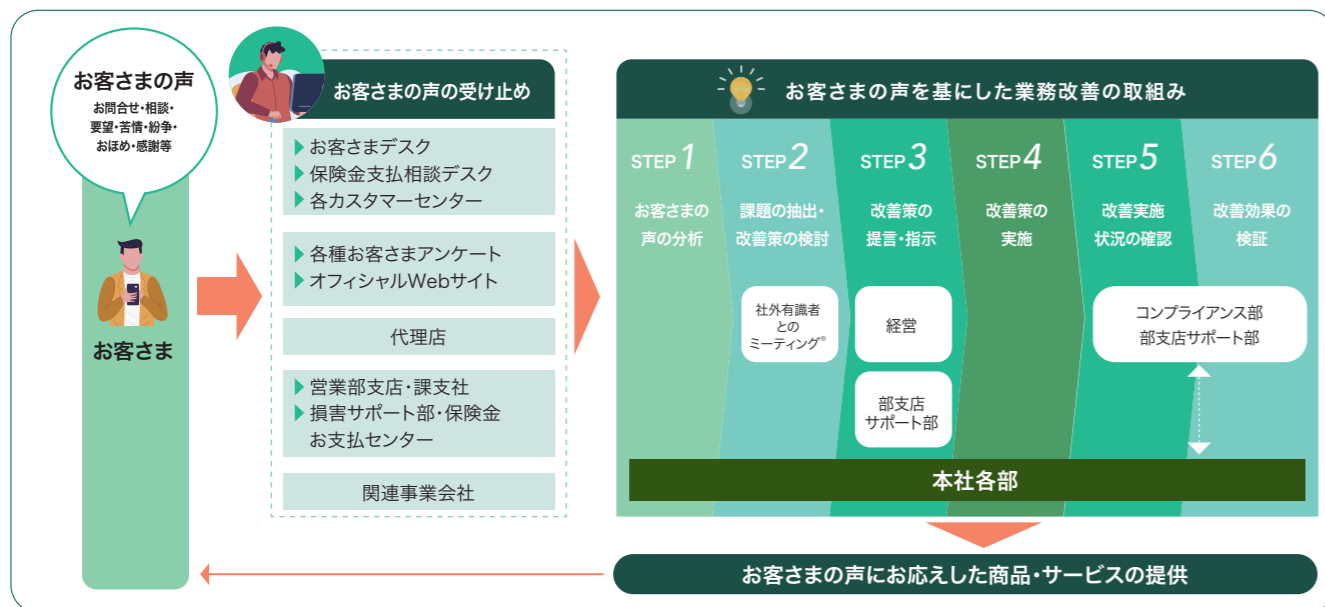 お客さまの声
お問合せ・相談・
要望・苦情・紛争・
おほめ・感謝等
お客さま
お客さまの声の受け止め
お客さまデスク
保険金支払相談デスク
各カスタマーセンター
各種お客さまアンケート
オフィシャルWebサイト
代理店
営業部支店・課支社
損害サポート部・保険金
お支払センター
関連事業会社
お客さまの声を基にした業務改善の取組み
STEP1
お客さまの
声の分析
STEP2
課題の抽出・
改善策の検討
社外有識者
との
ミーティング※
STEP3
改善策の
提言・指示
経営
部支店
サポート部
STEP4
改善策の
実施
STEP5
改善実施
状況の確認
STEP6
改善効果の
検証
コンプライアンス部
部支店サポート部
本社各部
お客さまの声にお応えした商品・サービスの提供